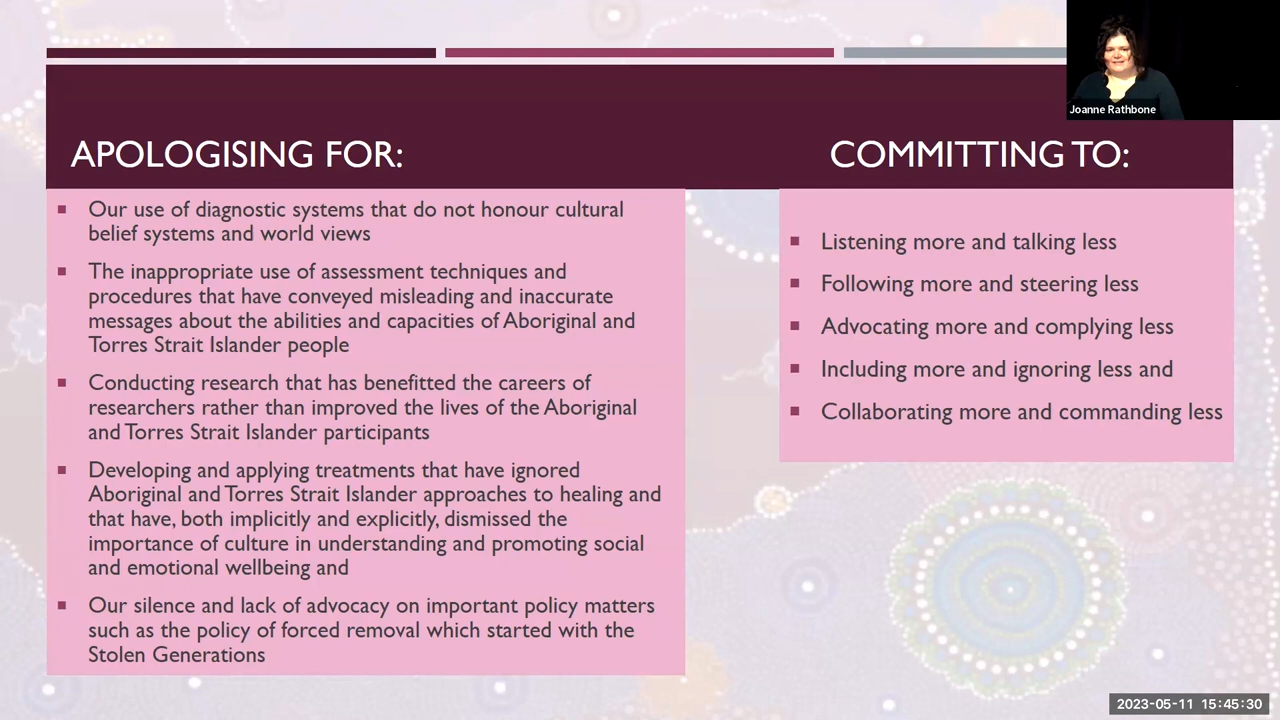 Joanne Rathbone
APOLOGISING FOR:
Our use of diagnostic systems that do not honour cultural
belief systems and world views
The inappropriate use of assessment techniques and
procedures that have conveyed misleading and inaccurate
messages about the abilities and capacities of Aboriginal and
Torres Strait Islander people
Conducting research that has benefitted the careers of
researchers rather than improved the lives of the Aboriginal
and Torres Strait Islander participants
Developing and applying treatments that have ignored
Aboriginal and Torres Strait Islander approaches to healing and
that have, both implicitly and explicitly, dismissed the
importance of culture in understanding and promoting social
and emotional wellbeing and
Our silence and lack of advocacy on important policy matters
such as the policy of forced removal which started with the
Stolen Generations
COMMITTING TO:
Listening more and talking less
Following more and steering less
Advocating more and complying less
Including more and ignoring less and
Collaborating more and commanding less
2023-05-11 15:45:30